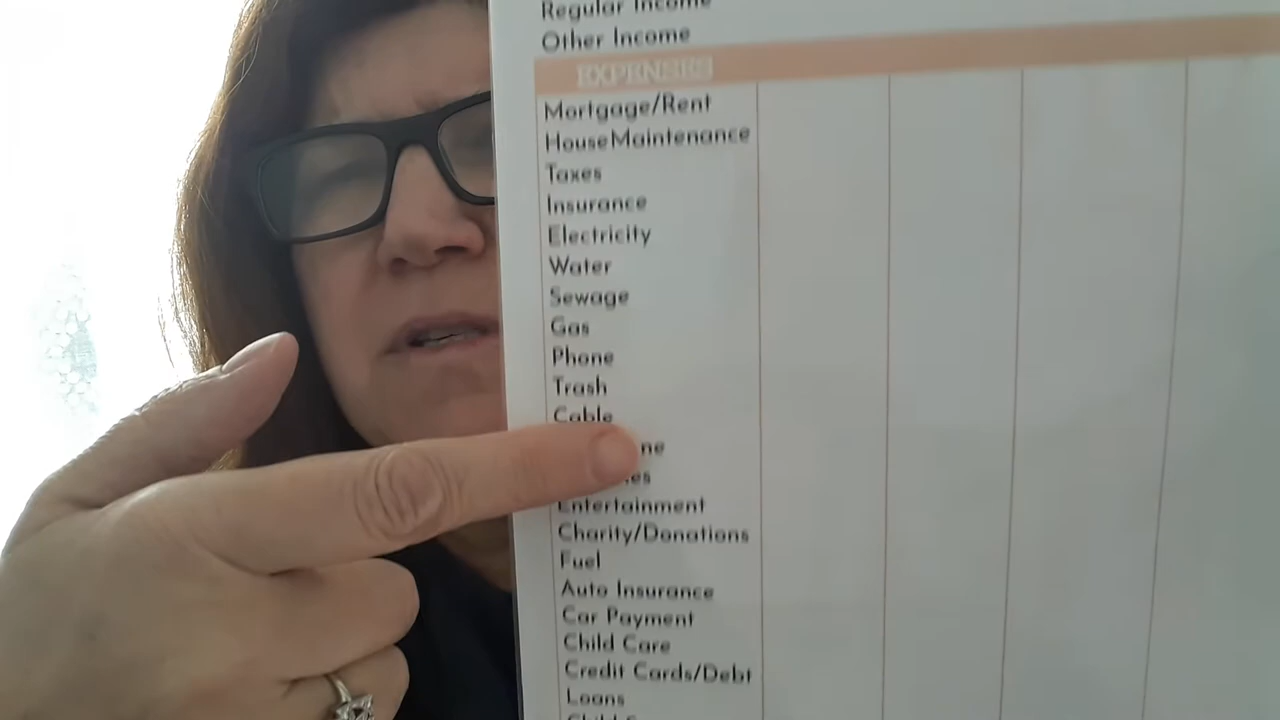 Regular Income
Other Income
EXPENSES
Mortgage/Rent
HouseMaintenance
Taxes
Insurance
Electricity
Water
Sewage
Gas
Phone
Trash
Cable
Entertainment
Charity/Donations
Fuel
Auto Insurance
Car Payment
Child Care
Credit Cards/Debt
Loans
Child